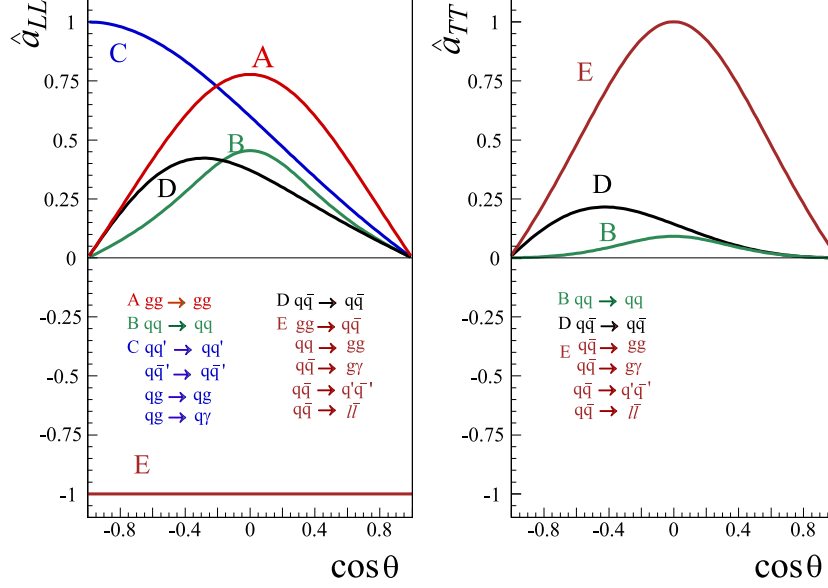 â_LL
1
0.75
0.5
0.25
0
-0.25
-0.5
-0.75
-1
-0.8 -0.4 0 0.4 0.8
cosθ
C
A
B
D
E
A gg → gg
B qq → qq
C qq' → qq'
qq̄' → qq̄'
qg → qg
qg → qγ
D qq̄ → qq̄
E gg → qq̄
qq → gg
qq̄ → gγ
qq̄ → q'q̄'
qq̄ → ll̄
â_TT
1
0.75
0.5
0.25
0
-0.25
-0.5
-0.75
-1
-0.8 -0.4 0 0.4 0.8
cosθ
E
D
B
B qq → qq
D qq̄ → qq̄
E qq̄ → gg
qq̄ → gγ
qq̄ → q'q̄'
qq̄ → ll̄